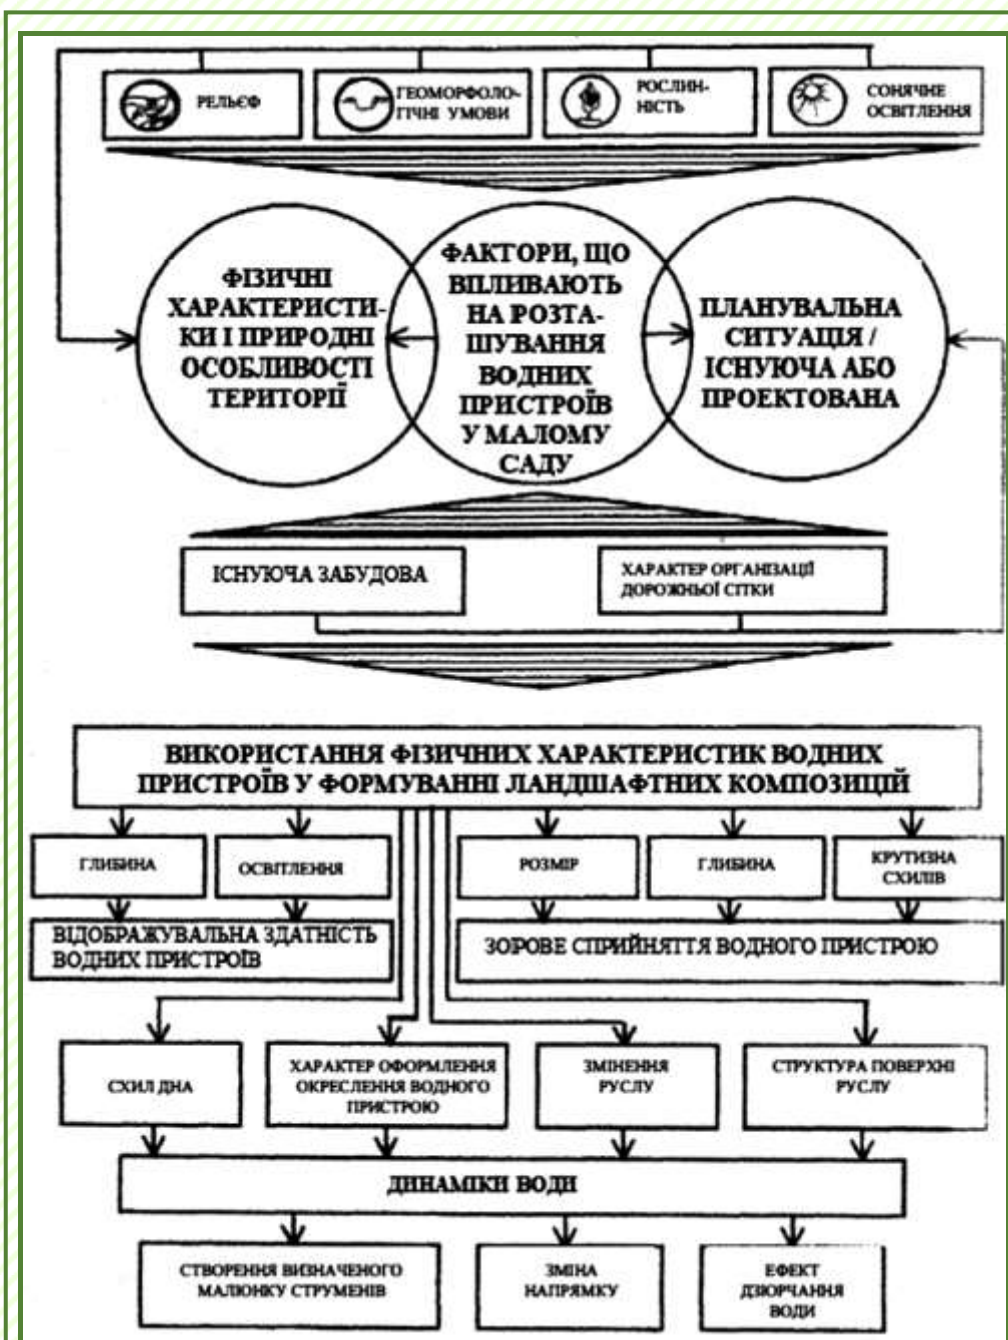 РЕЛЬЄФ
ГЕОМОРФОЛО-
ГІЧНІ УМОВИ
РОСЛИН-
НІСТЬ
СОНЯЧНЕ
ОСВІТЛЕННЯ
ФІЗИЧНІ
ХАРАКТЕРИСТИ-
КИ І ПРИРОДНІ
ОСОБЛИВОСТІ
ТЕРИТОРІЇ
ФАКТОРИ, ЩО
ВПЛИВАЮТЬ
НА РОЗТА-
ШУВАННЯ
ВОДНИХ
ПРИСТРОЇВ
У МАЛОМУ
САДУ
ПЛАНУВАЛЬНА
СИТУАЦІЯ /
ІСНУЮЧА АБО
ПРОЕКТОВАНА
ІСНУЮЧА ЗАБУДОВА
ХАРАКТЕР ОРГАНІЗАЦІЇ
ДОРОЖНЬОЇ СІТКИ
ВИКОРИСТАННЯ ФІЗИЧНИХ ХАРАКТЕРИСТИК ВОДНИХ
ПРИСТРОЇВ У ФОРМУВАННІ ЛАНДШАФТНИХ КОМПОЗИЦІЙ
ГЛИБИНА
ОСВІТЛЕННЯ
РОЗМІР
ГЛИБИНА
КРУТИЗНА
СХИЛІВ
ВІДОБРАЖУВАЛЬНА ЗДАТНІСТЬ
ВОДНИХ ПРИСТРОЇВ
ЗОРОВЕ СПРИЙНЯТТЯ ВОДНОГО ПРИСТРОЮ
СХИЛ ДНА
ХАРАКТЕР ОФОРМЛЕННЯ
ОКРЕСЛЕННЯ ВОДНОГО
ПРИСТРОЮ
ЗМІНЕННЯ
РУСЛУ
СТРУКТУРА ПОВЕРХНІ
РУСЛУ
ДИНАМІКИ ВОДИ
СТВОРЕННЯ ВИЗНАЧЕНОГО
МАЛЮНКУ СТРУМЕНІВ
ЗМІНА
НАПРЯМКУ
ЕФЕКТ
ДЗЮРЧАННЯ
ВОДИ